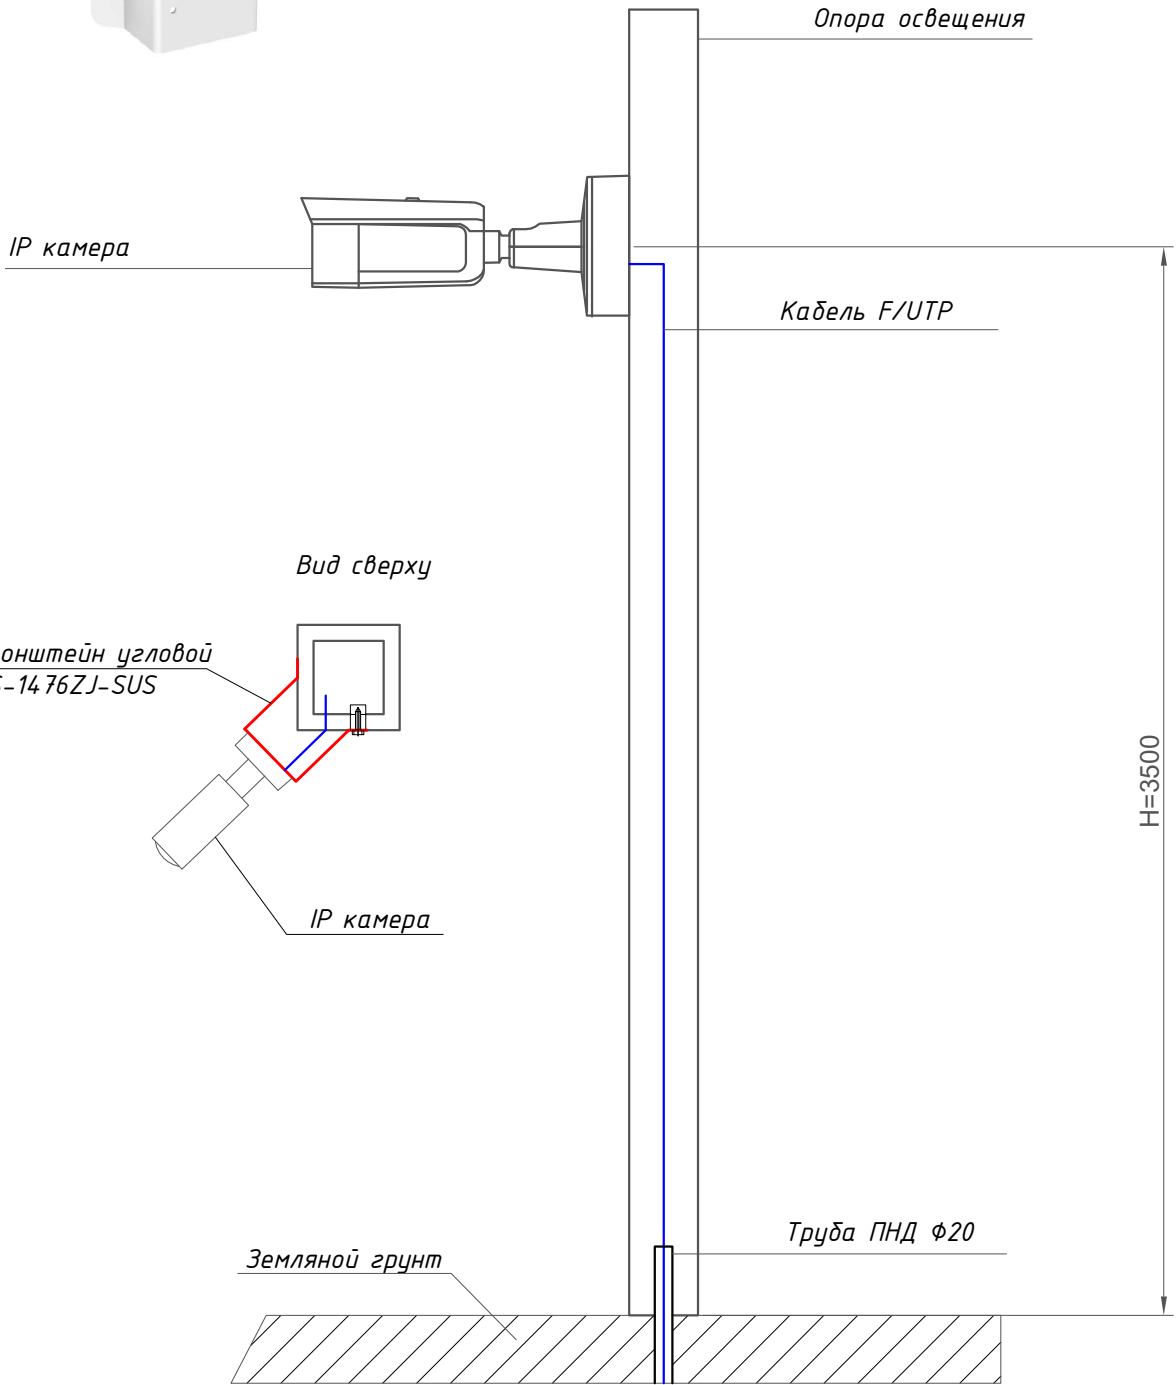 Опора освещения
IP камера
Кабель F/UTP
Вид сверху
онштейн угловой
-1476ZJ-SUS
IP камера
H=3500
Труба ПНД Ф20
Земляной грунт